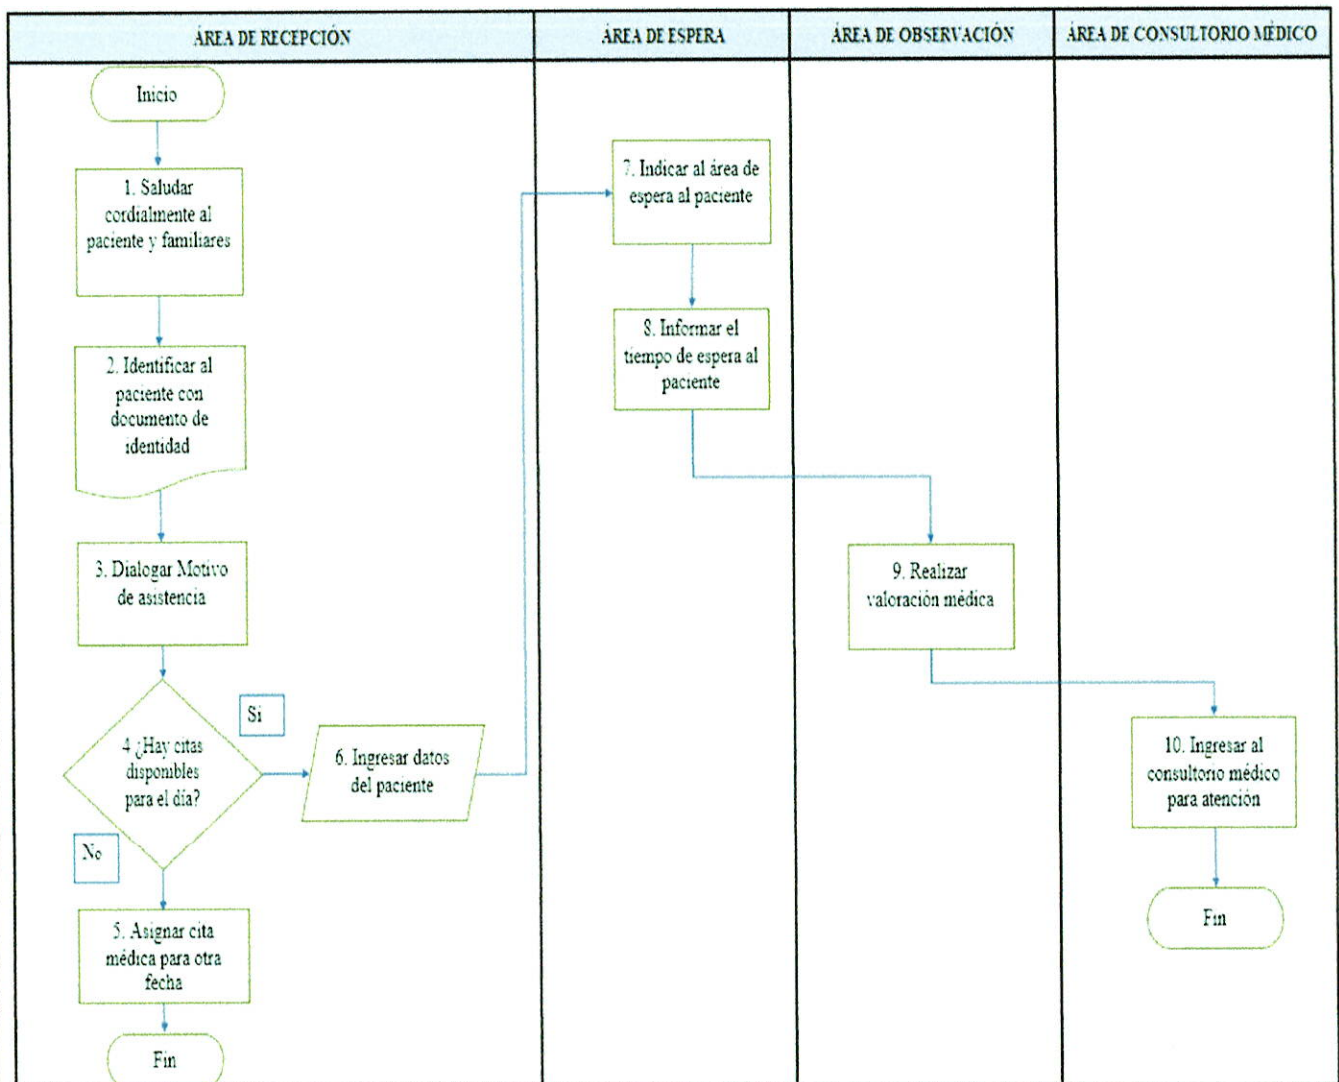 ÁREA DE RECEPCIÓN
ÁREA DE ESPERA
ÁREA DE OBSERVACIÓN
ÁREA DE CONSULTORIO MÉDICO
Inicio
1. Saludar
cordialmente al
paciente y familiares
2. Identificar al
paciente con
documento de
identidad
3. Dialogar Motivo
de asistencia
4 ¿Hay citas
disponibles
para el día?
Si
No
5. Asignar cita
médica para otra
fecha
Fin
6. Ingresar datos
del paciente
7. Indicar al área de
espera al paciente
8. Informar el
tiempo de espera al
paciente
9. Realizar
valoración médica
10. Ingresar al
consultorio médico
para atención
Fin